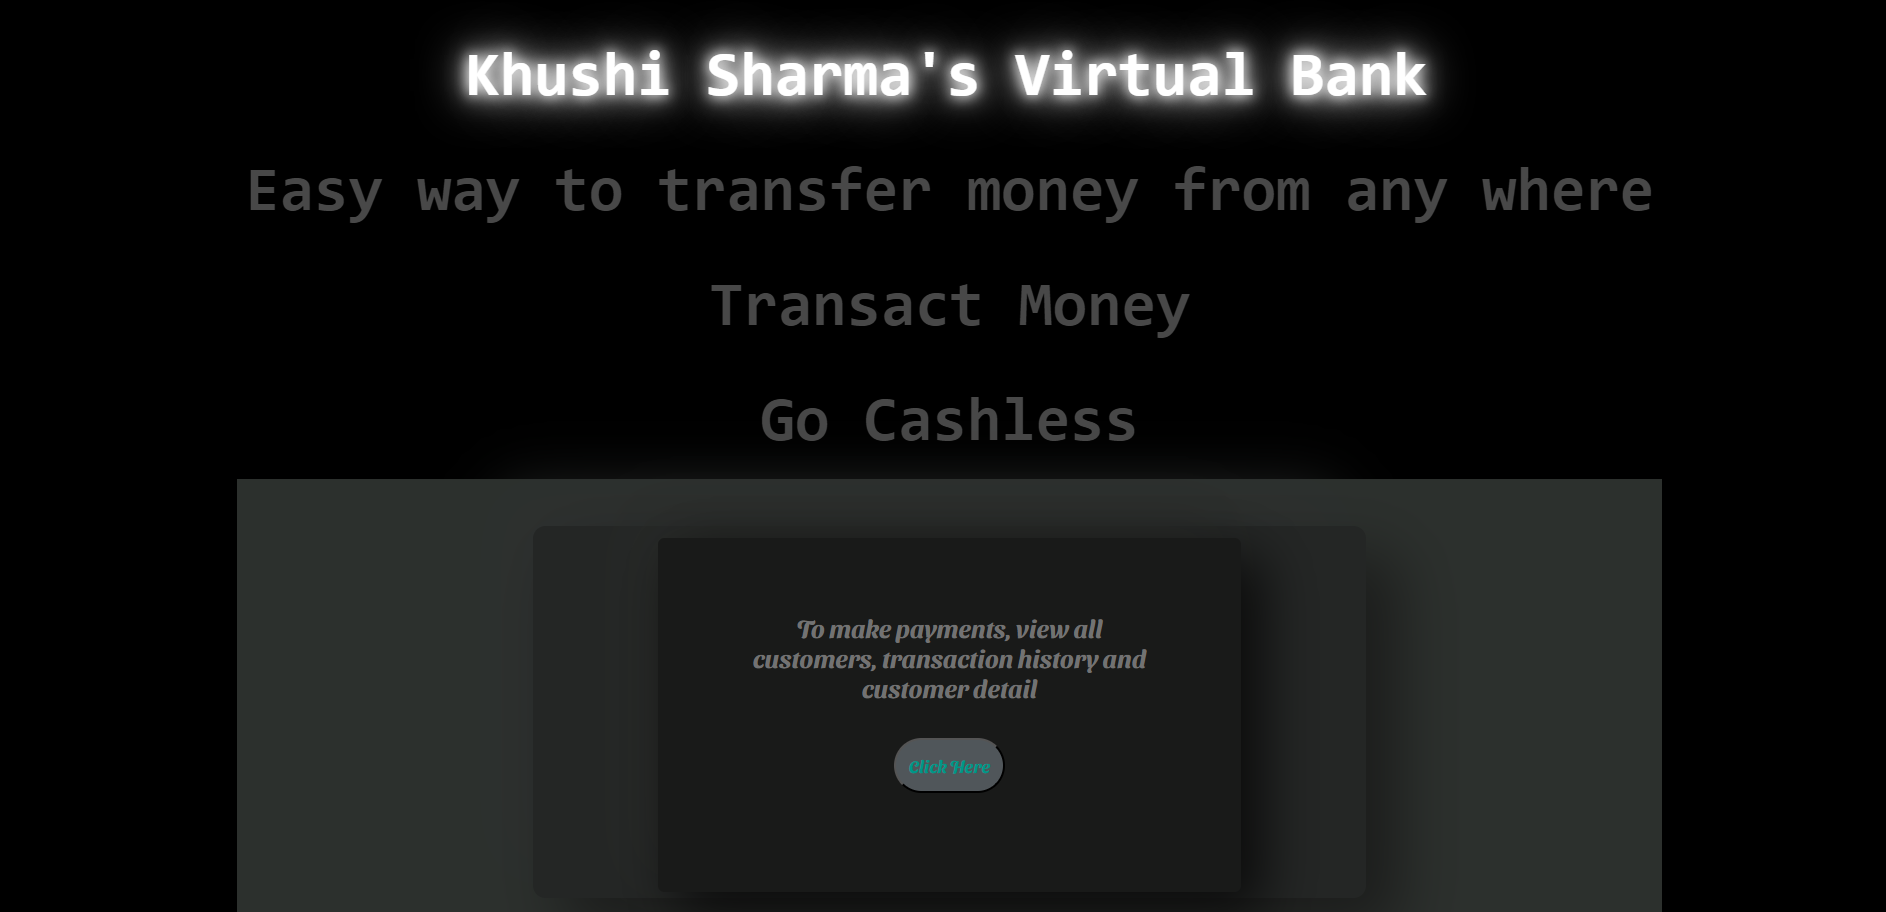 Khushi Sharma's Virtual Bank
Easy way to transfer money from any where
Transact Money
Go Cashless
To make payments, view all
customers, transaction history and
customer detail
Click Here